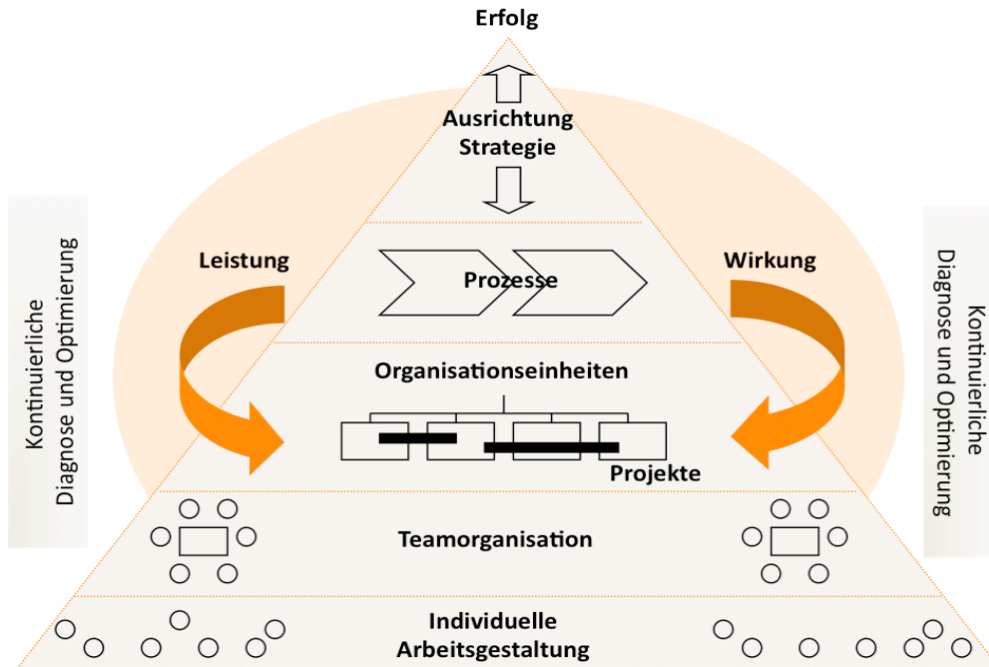 Erfolg
Ausrichtung
Strategie
Leistung
Wirkung
Prozesse
Kontinuierliche
Diagnose und Optimierung
Kontinuierliche
Diagnose und Optimierung
Organisationseinheiten
Projekte
Teamorganisation
Individuelle
Arbeitsgestaltung